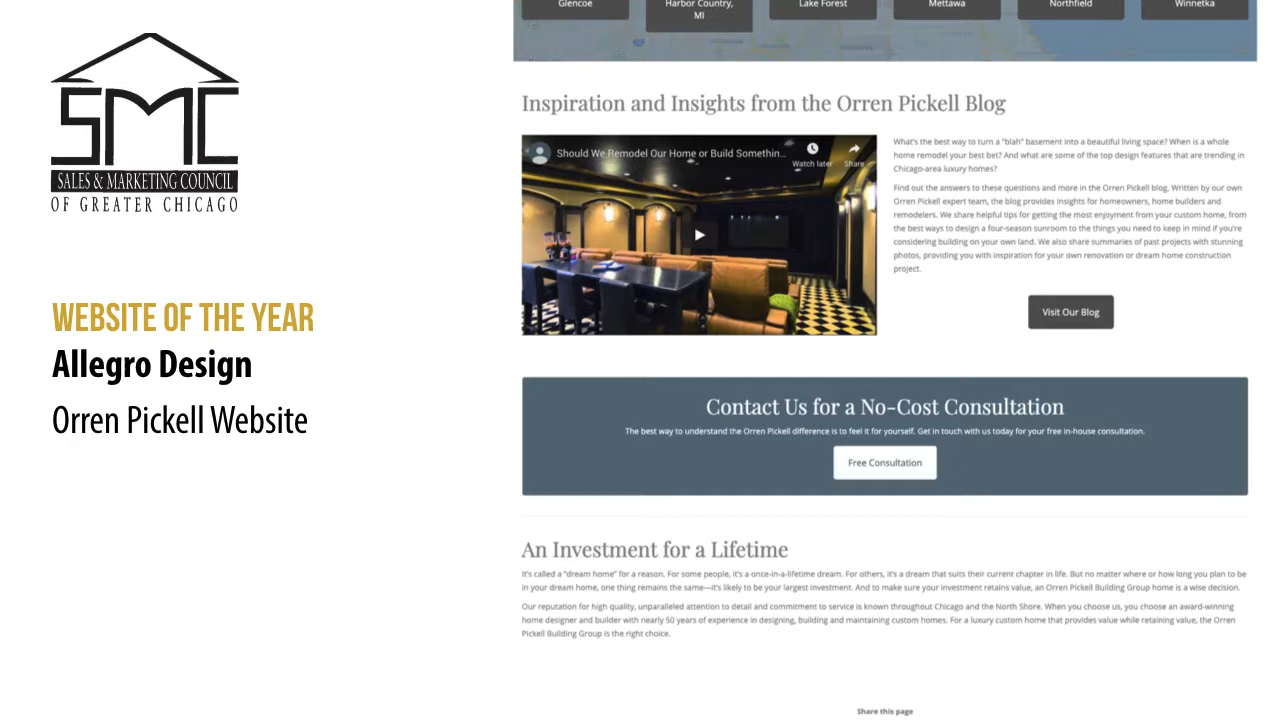 SMC
SALES & MARKETING COUNCIL
OF GREATER CHICAGO
WEBSITE OF THE YEAR
Allegro Design
Orren Pickell Website
Glencoe
Harbor Country,
MI
Lake Forest
Mettawa
Northfield
Winnetka
Inspiration and Insights from the Orren Pickell Blog
Should We Remodel Our Home or Build Somethin...
Watch later
Share
What's the best way to turn a "blah" basement into a beautiful living space? When is a whole
home remodel your best bet? And what are some of the top design features that are trending in
Chicago-area luxury homes?
Find out the answers to these questions and more in the Orren Pickell blog. Written by our own
Orren Pickell expert team, the blog provides insights for homeowners, home builders and
remodelers. We share helpful tips for getting the most enjoyment from your custom home, from
the best ways to design a four-season sunroom to the things you need to keep in mind if you're
considering building on your own land. We also share summaries of past projects with stunning
photos, providing you with inspiration for your own renovation or dream home construction
project.
Visit Our Blog
Contact Us for a No-Cost Consultation
The best way to understand the Orren Pickell difference is to feel it for yourself. Get in touch with us today for your free in-house consultation.
Free Consultation
An Investment for a Lifetime
It's called a "dream home" for a reason. For some people, it's a once-in-a-lifetime dream. For others, it's a dream that suits their current chapter in life. But no matter where or how long you plan to be
in your dream home, one thing remains the same—it's likely to be your largest investment. And to make sure your investment retains value, an Orren Pickell Building Group home is a wise decision.
Our reputation for high quality, unparalleled attention to detail and commitment to service is known throughout Chicago and the North Shore. When you choose us, you choose an award-winning
home designer and builder with nearly 50 years of experience in designing, building and maintaining custom homes. For a luxury custom home that provides value while retaining value, the Orren
Pickell Building Group is the right choice.
Share this page